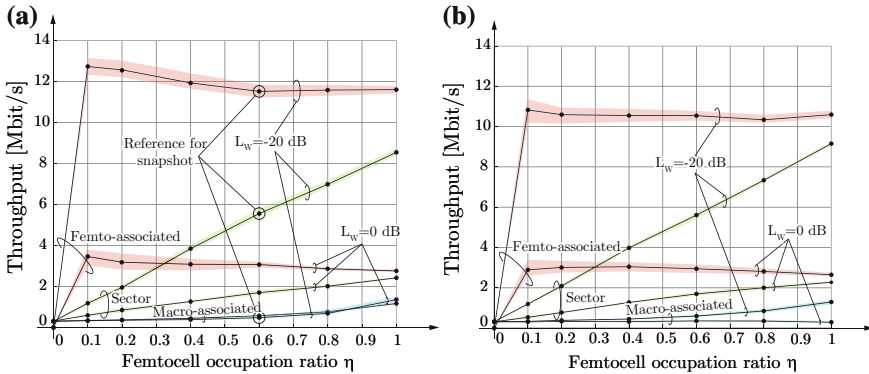 (a)
Throughput [Mbit/s]
14
12
10
8
6
4
2
0
Reference for
snapshot
L_W=-20 dB
L_W=0 dB
Femto-associated
Sector
Macro-associated
0 0.1 0.2 0.3 0.4 0.5 0.6 0.7 0.8 0.9 1
Femtocell occupation ratio η
(b)
Throughput [Mbit/s]
14
12
10
8
6
4
2
0
L_W=-20 dB
L_W=0 dB
Femto-associated
Sector
Macro-associated
0 0.1 0.2 0.3 0.4 0.5 0.6 0.7 0.8 0.9 1
Femtocell occupation ratio η